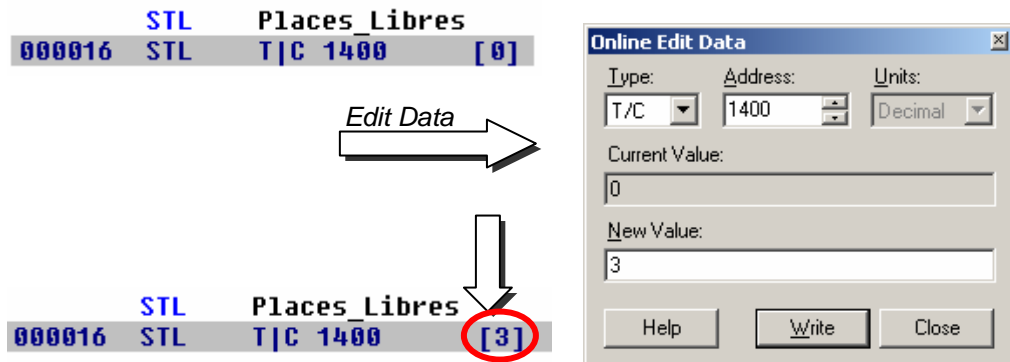 STL Places_Libres
000016 STL T|C 1400 [0]
Edit Data
Online Edit Data
Type: Address: Units:
T/C 1400 Decimal
Current Value:
0
New Value:
3
Help Write Close
STL Places_Libres
000016 STL T|C 1400 [3]